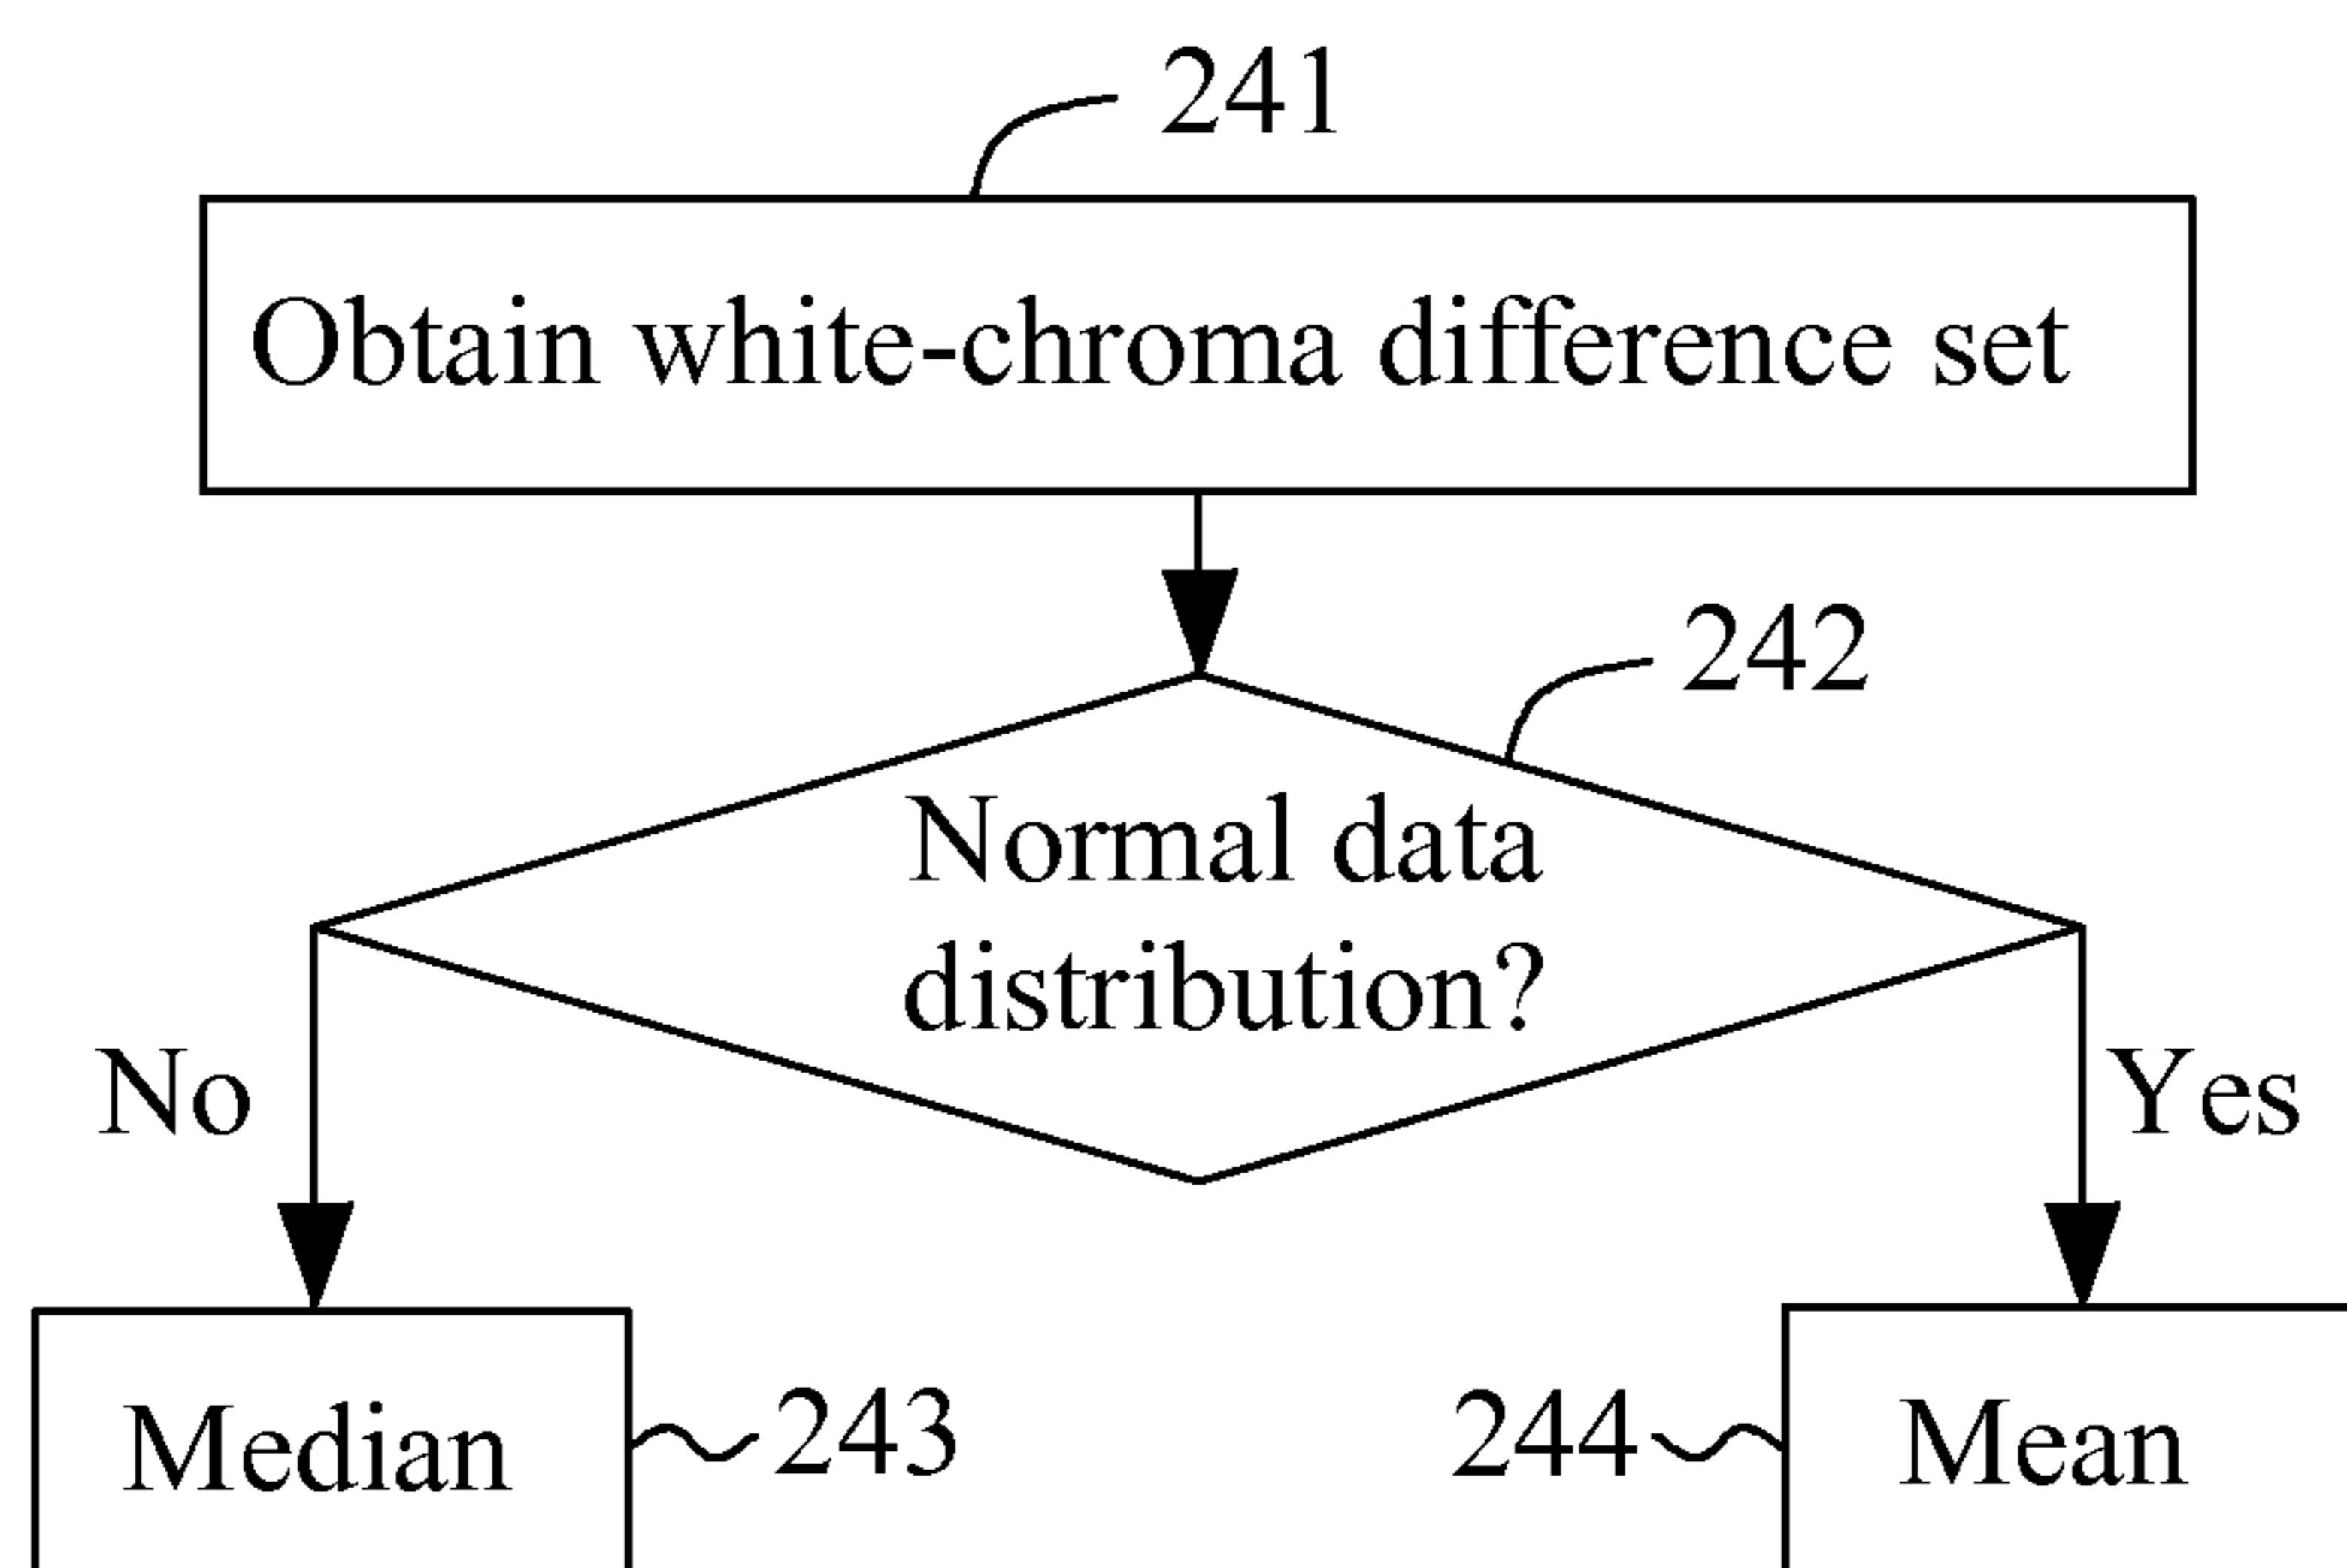 241
Obtain white-chroma difference set
242
Normal data
distribution?
No
Yes
Median
243
244
Mean